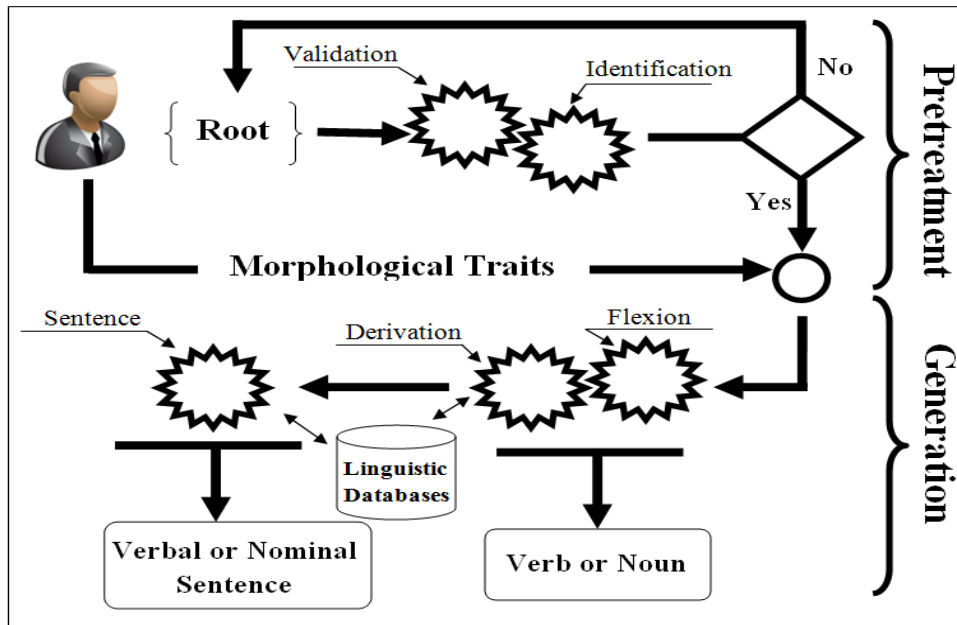 Validation
Identification
No
{ Root }
Yes
Morphological Traits
Pretreatment
Sentence
Derivation
Flexion
Linguistic
Databases
Generation
Verbal or Nominal
Sentence
Verb or Noun